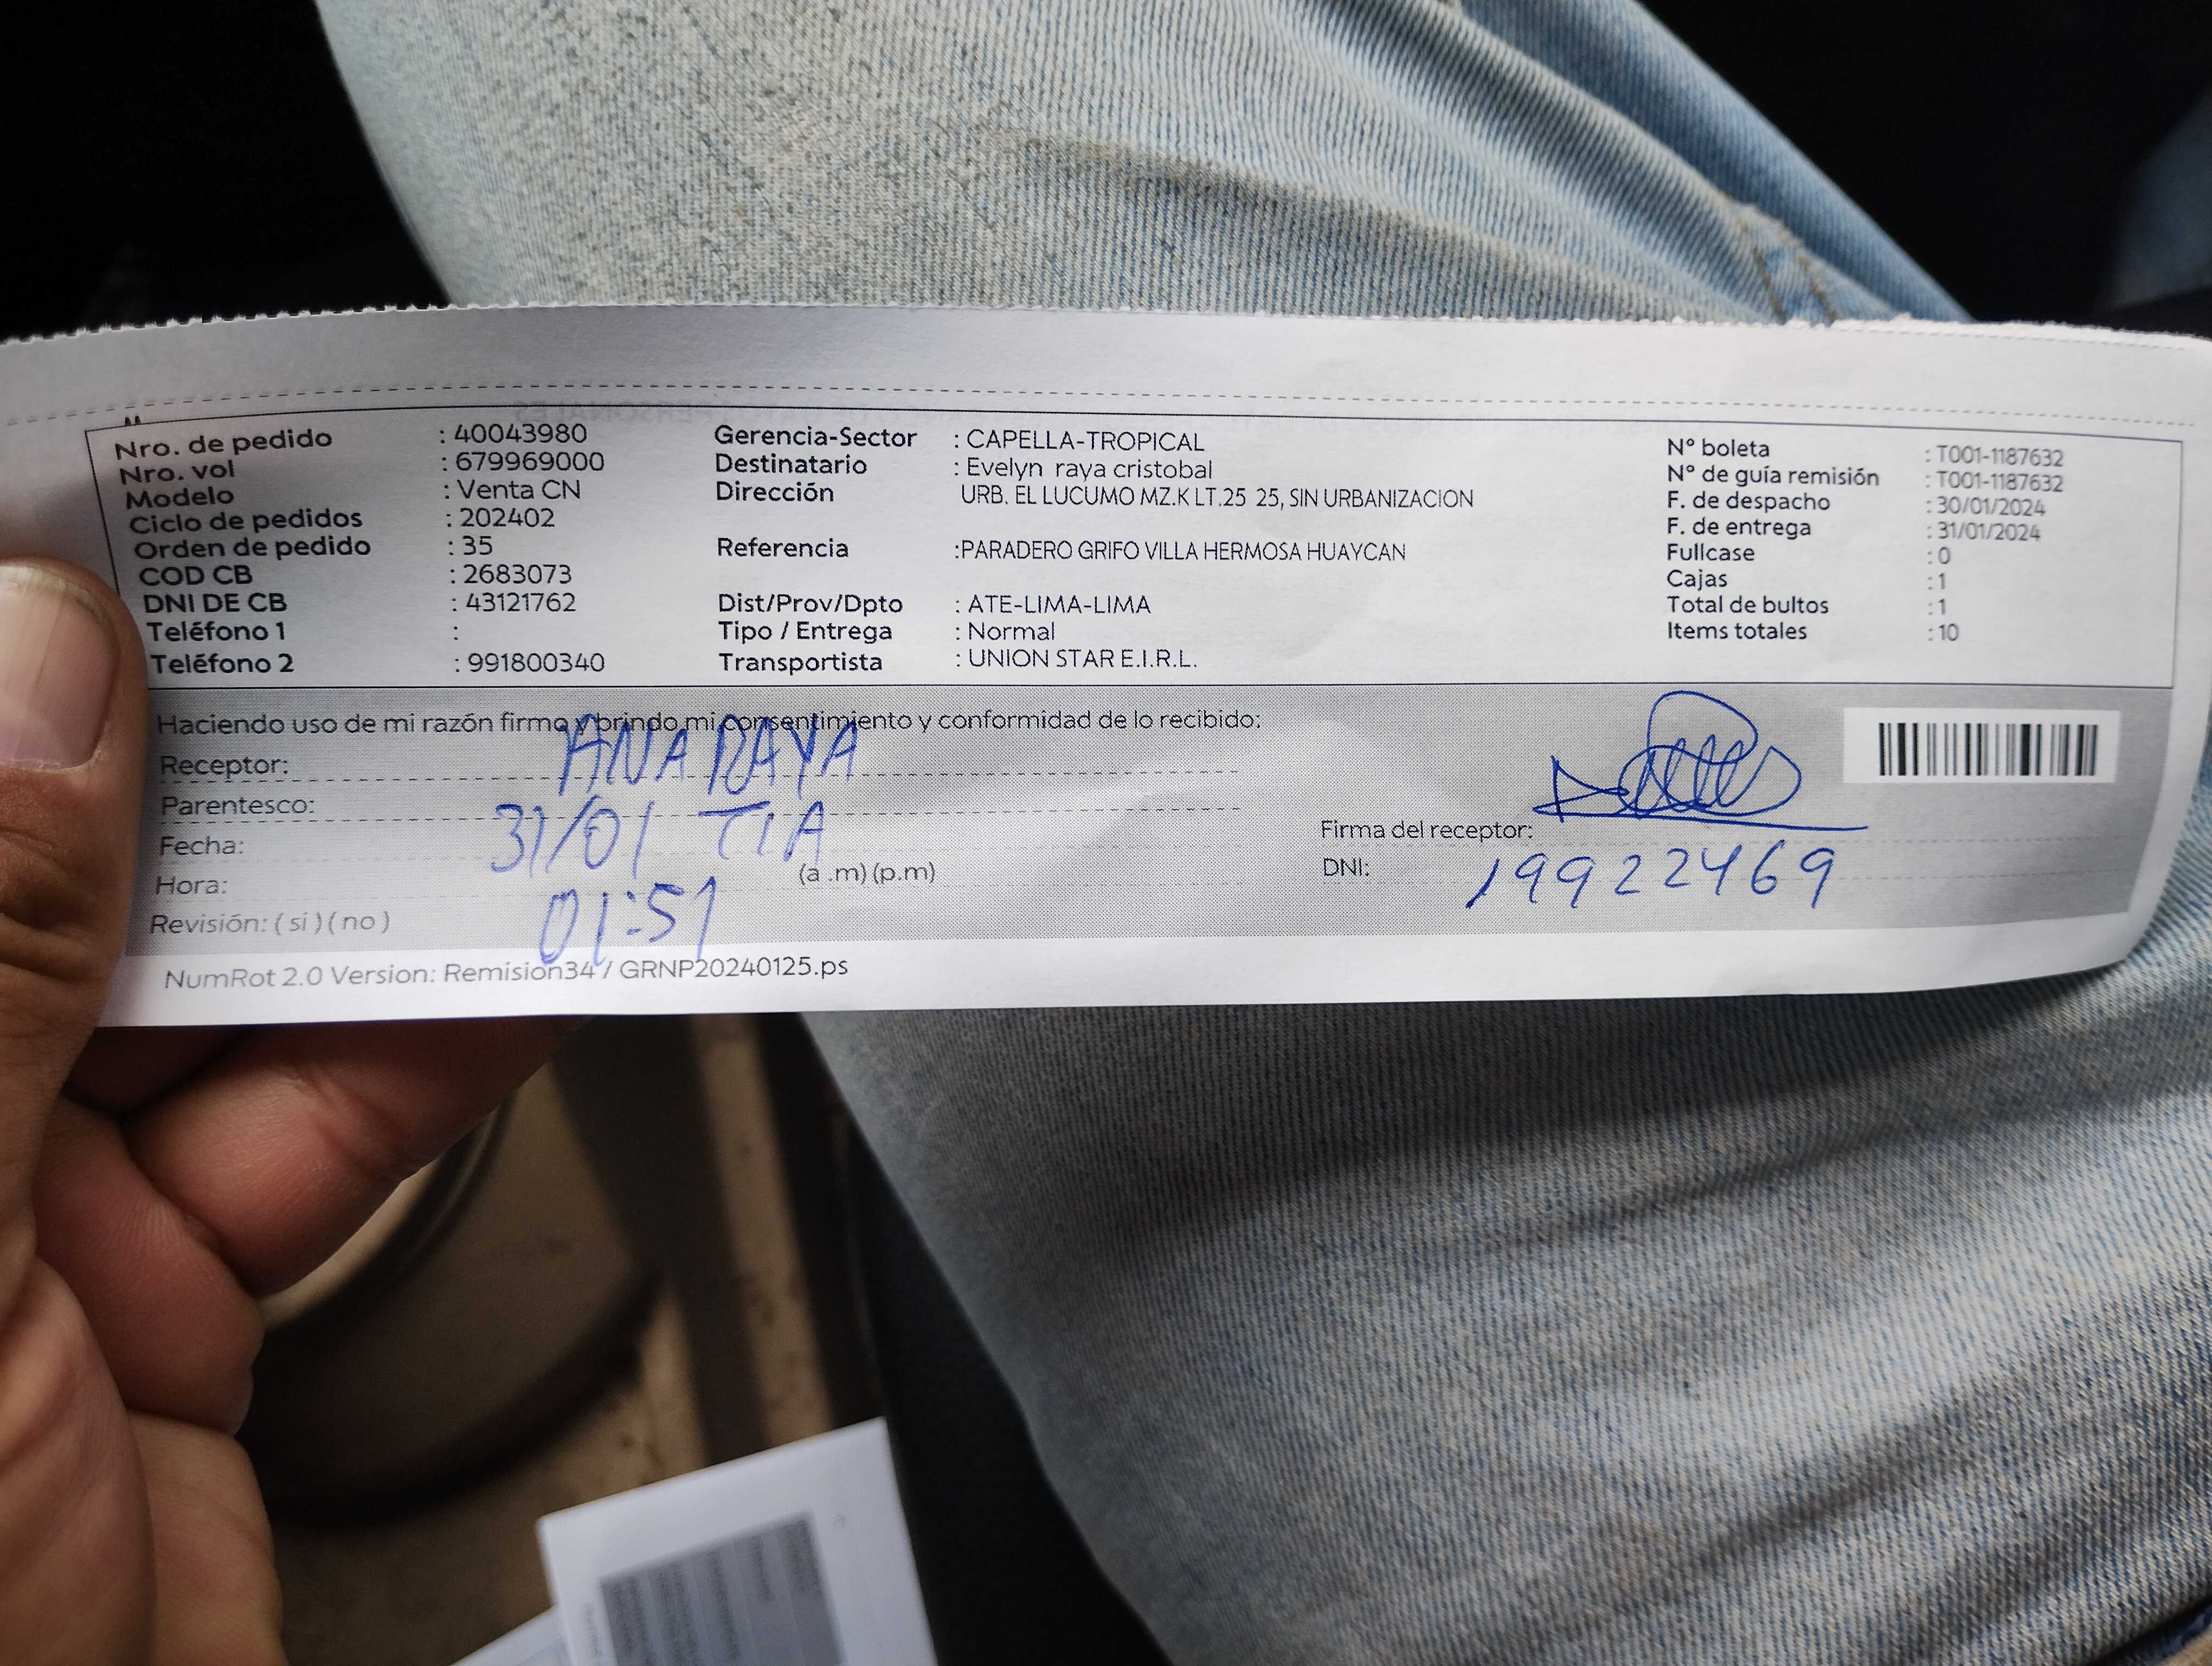 Nro. de pedido : 40043980
Nro. vol : 679969000
Modelo : Venta CN
Ciclo de pedidos : 202402
Orden de pedido : 35
COD CB : 2683073
DNI DE CB : 43121762
Teléfono 1 :
Teléfono 2 : 991800340
Gerencia-Sector : CAPELLA-TROPICAL
Destinatario : Evelyn raya cristobal
Dirección URB. EL LUCUMO MZ.K LT.25 25, SIN URBANIZACION
Referencia :PARADERO GRIFO VILLA HERMOSA HUAYCAN
Dist/Prov/Dpto : ATE-LIMA-LIMA
Tipo / Entrega : Normal
Transportista : UNION STAR E.I.R.L.
N° boleta : T001-1187632
N° de guía remisión : T001-1187632
F. de despacho : 30/01/2024
F. de entrega : 31/01/2024
Fullcase : 0
Cajas : 1
Total de bultos : 1
Items totales : 10
Haciendo uso de mi razón firmo y brindo mi consentimiento y conformidad de lo recibido:
Receptor: ANA RAYA
Parentesco: TIA
Fecha: 31/01
Hora: 01:51 (a .m) (p.m)
Revisión: ( si ) ( no )
Firma del receptor:
DNI: 19922469
NumRot 2.0 Version: Remision34 / GRNP20240125.ps